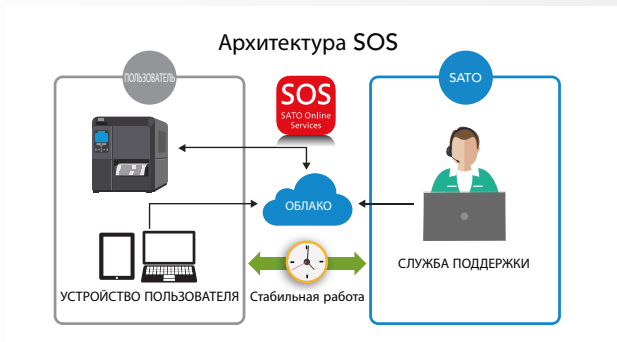 Архитектура SOS
ПОЛЬЗОВАТЕЛЬ
SATO
SOS
SATO Online
Services
ОБЛАКО
СЛУЖБА ПОДДЕРЖКИ
УСТРОЙСТВО ПОЛЬЗОВАТЕЛЯ
Стабильная работа